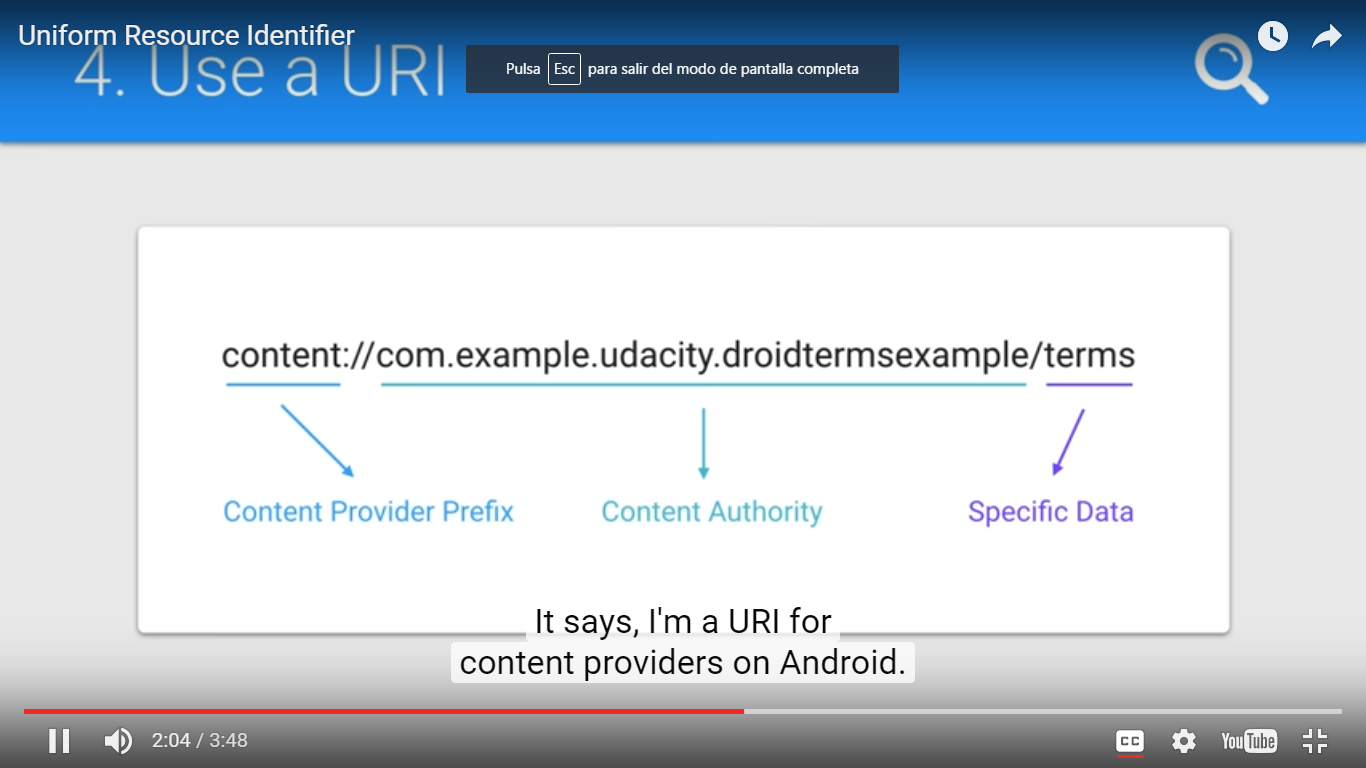 Uniform Resource Identifier
4. Use a URI
Pulsa Esc para salir del modo de pantalla completa
content://com.example.udacity.droidtermsexample/terms
Content Provider Prefix
Content Authority
Specific Data
It says, I'm a URI for
content providers on Android.
2:04 / 3:48
CC
YouTube